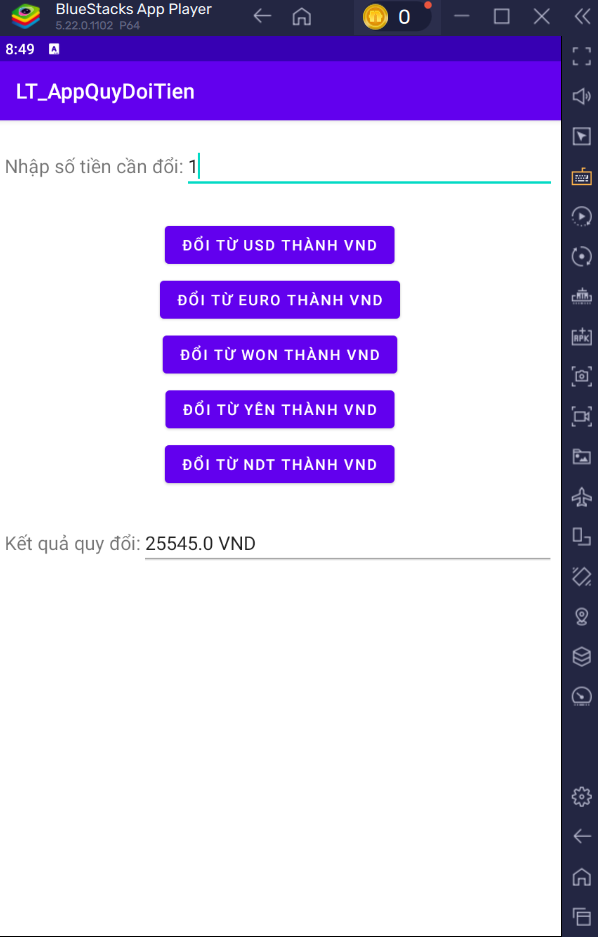 BlueStacks App Player
5.22.0.1102 P64
0
8:49 A
LT_AppQuyDoiTien
Nhập số tiền cần đổi: 1
ĐỔI TỪ USD THÀNH VND
ĐỔI TỪ EURO THÀNH VND
ĐỔI TỪ WON THÀNH VND
ĐỔI TỪ YÊN THÀNH VND
ĐỔI TỪ NDT THÀNH VND
Kết quả quy đổi: 25545.0 VND
RPK